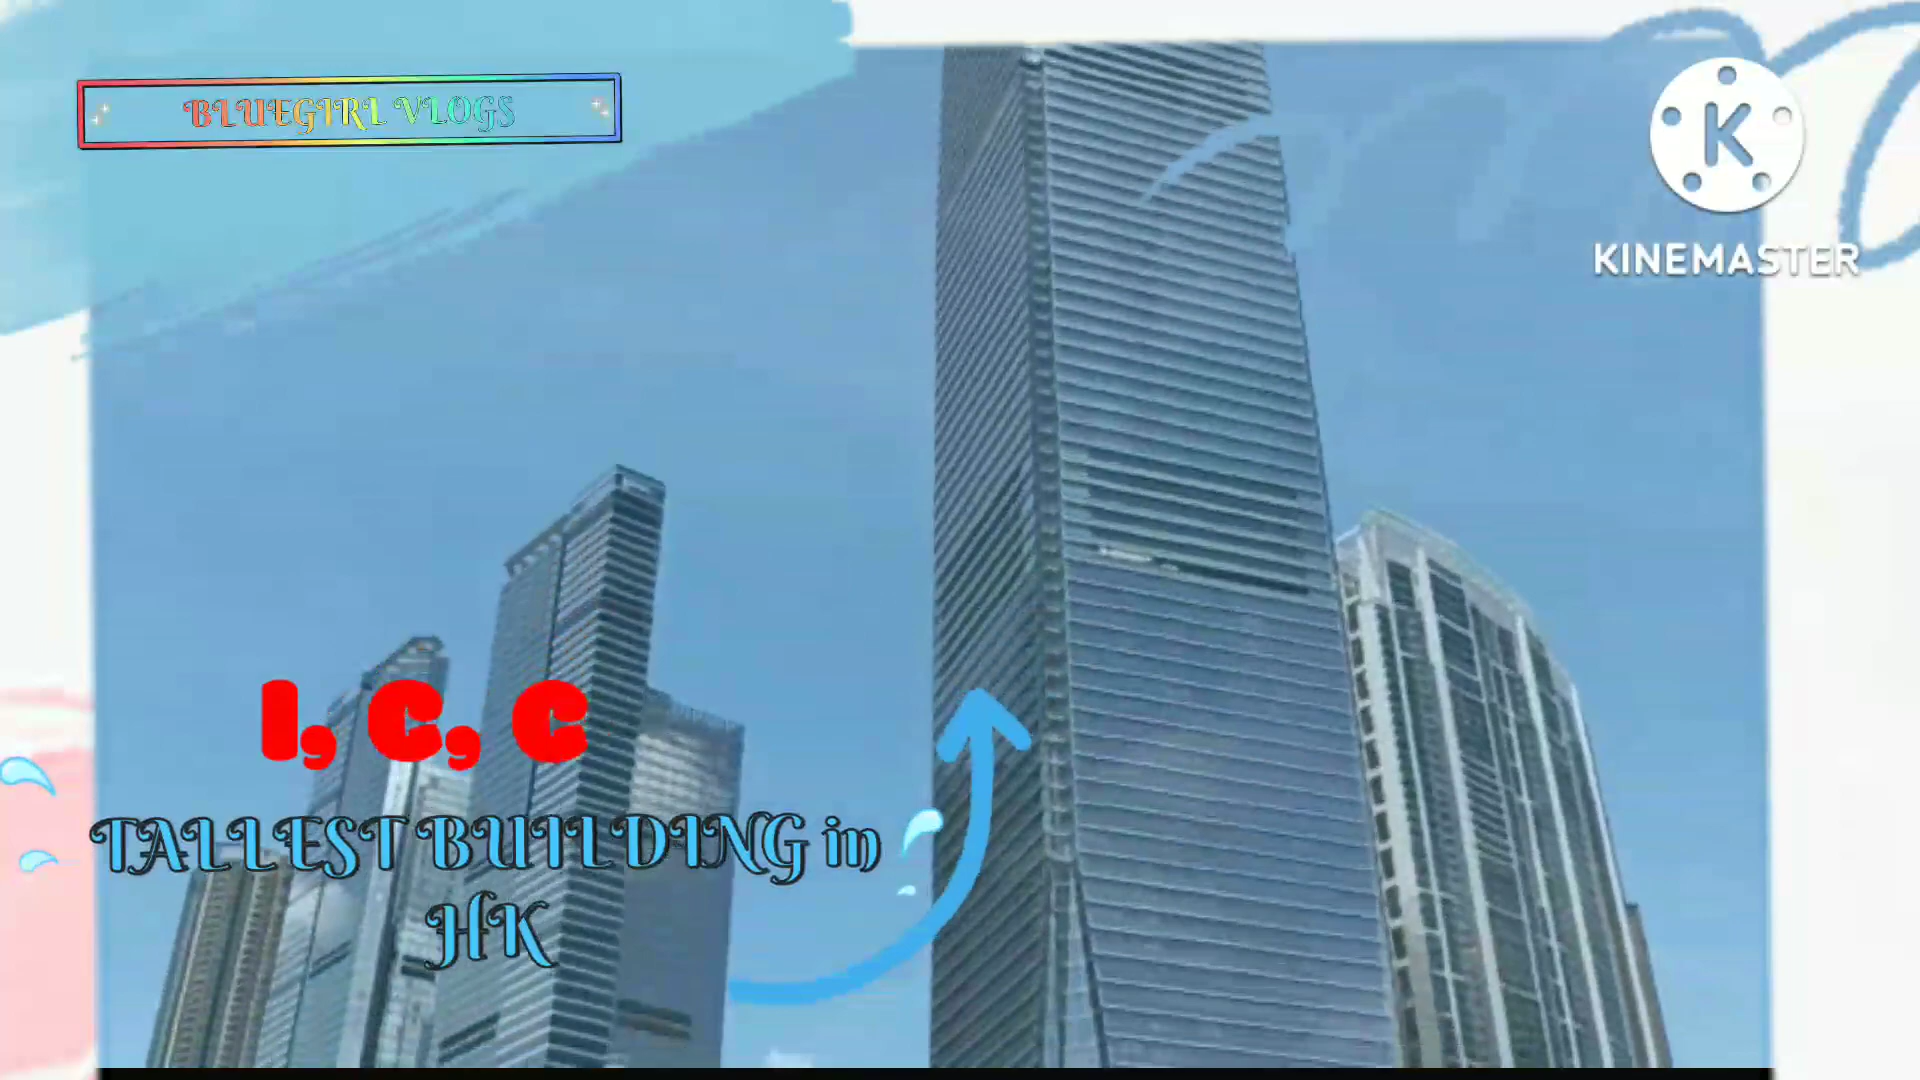 BLUEGIRL VLOGS
K
KINEMASTER
I, C, C
TALLEST BUILDING in
HK